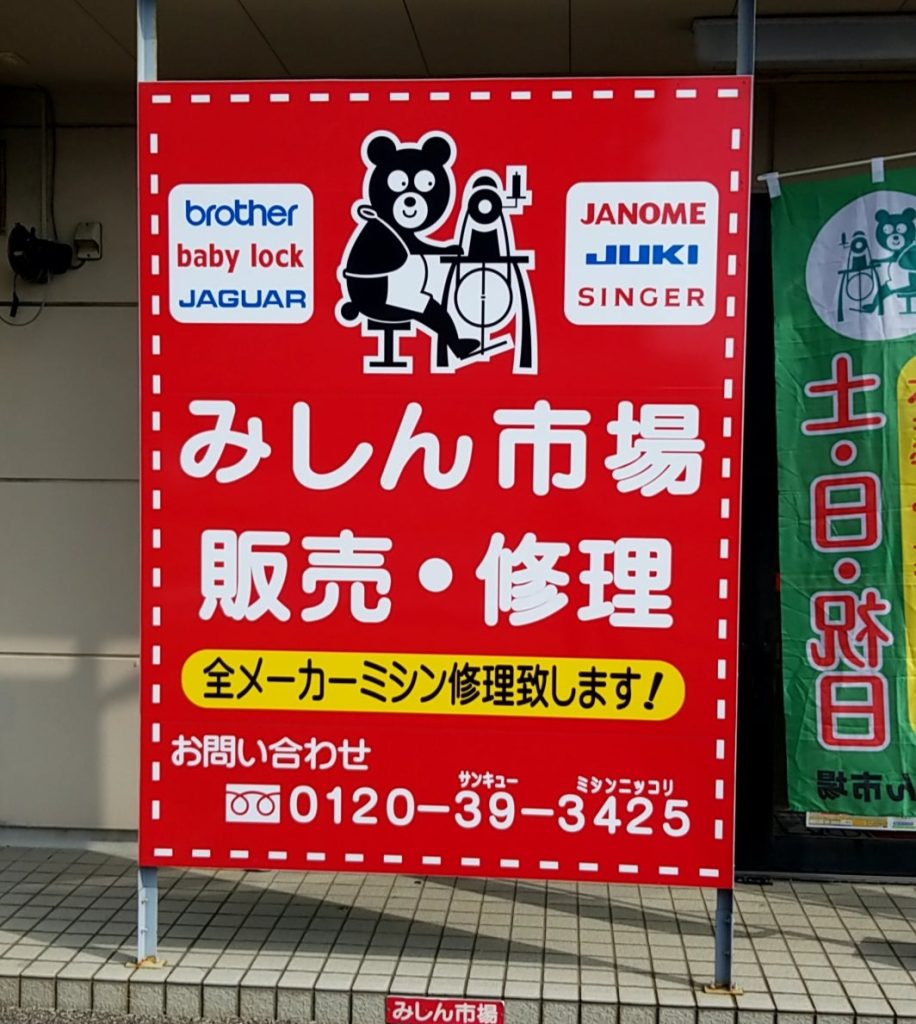 brother
baby lock
JAGUAR
JANOME
JUKI
SINGER
みしん市場
販売・修理
全メーカーミシン修理致します!
お問い合わせ
サンキュー ミシンニッコリ
0120-39-3425
土・日・祝日
ん市場
みしん市場